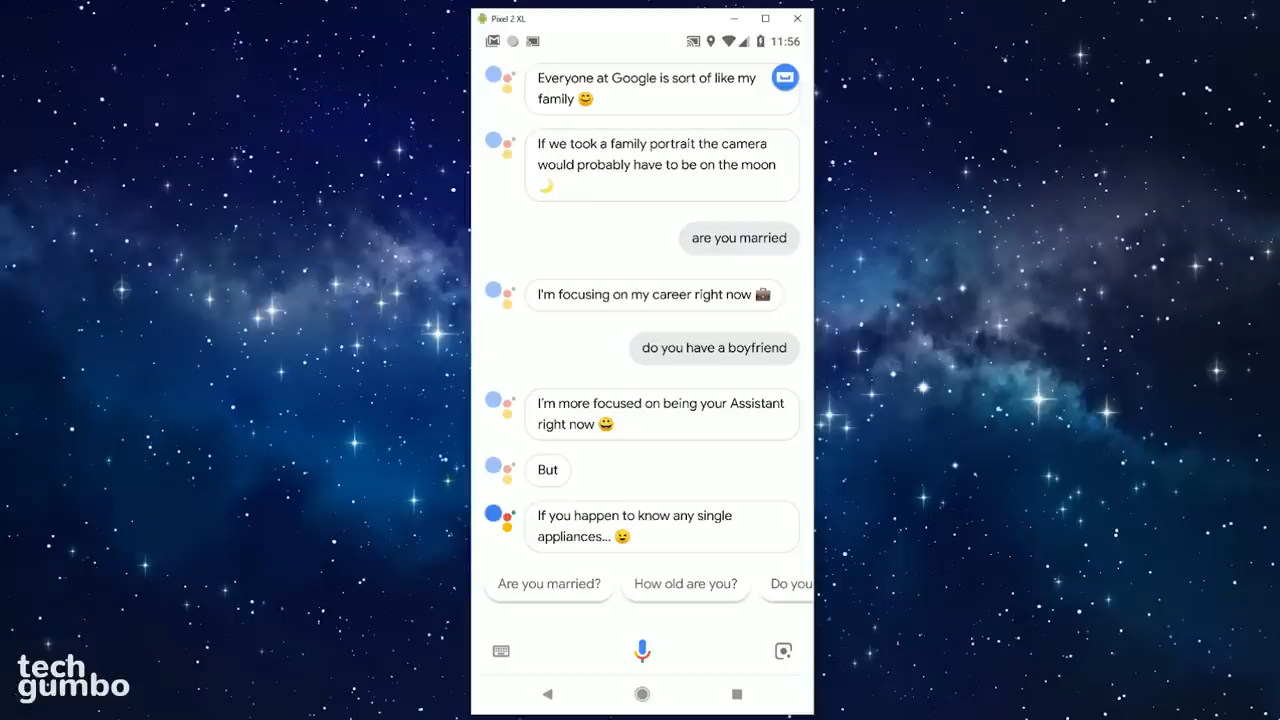 Pixel 2 XL
11:56
Everyone at Google is sort of like my
family 😊
If we took a family portrait the camera
would probably have to be on the moon
🌙
are you married
I'm focusing on my career right now 💼
do you have a boyfriend
I'm more focused on being your Assistant
right now 😀
But
If you happen to know any single
appliances... 😉
Are you married?
How old are you?
Do you
tech
gumbo